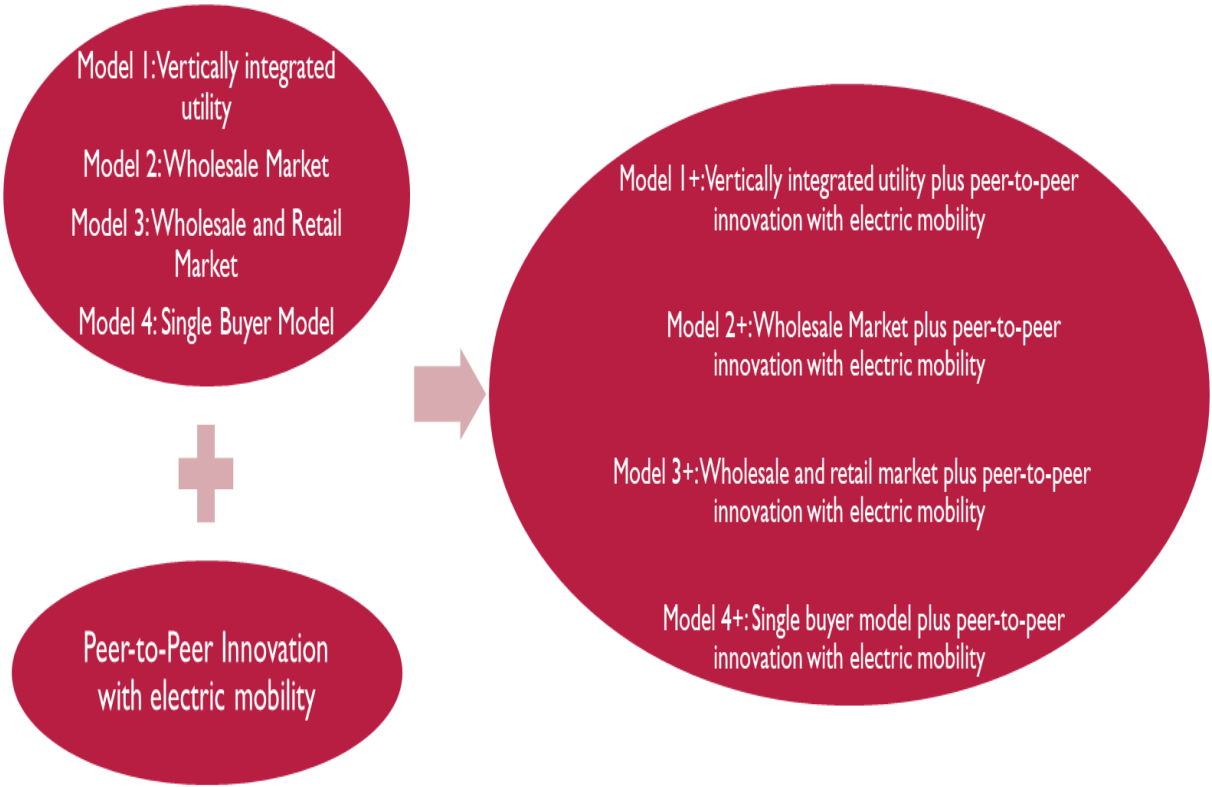 Model 1:Vertically integrated
utility
Model 2:Wholesale Market
Model 3:Wholesale and Retail
Market
Model 4: Single Buyer Model
Peer-to-Peer Innovation
with electric mobility
Model 1+:Vertically integrated utility plus peer-to-peer
innovation with electric mobility
Model 2+:Wholesale Market plus peer-to-peer
innovation with electric mobility
Model 3+:Wholesale and retail market plus peer-to-peer
innovation with electric mobility
Model 4+: Single buyer model plus peer-to-peer
innovation with electric mobility